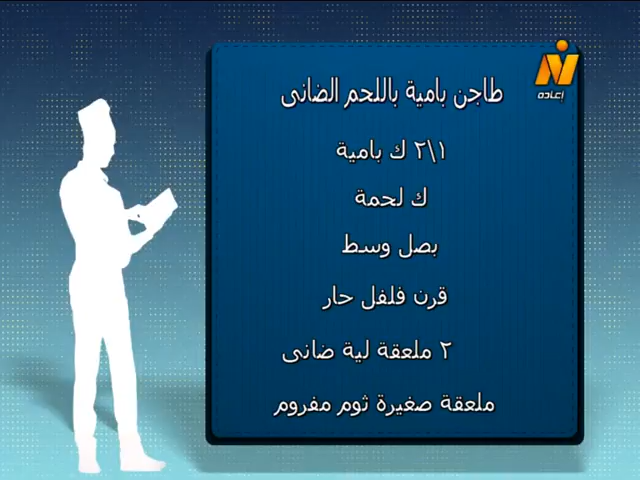 إعاده
طاجن بامية باللحم الضانى
١\٢ ك بامية
ك لحمة
بصل وسط
قرن فلفل حار
٢ ملعقة لية ضانى
ملعقة صغيرة ثوم مفروم